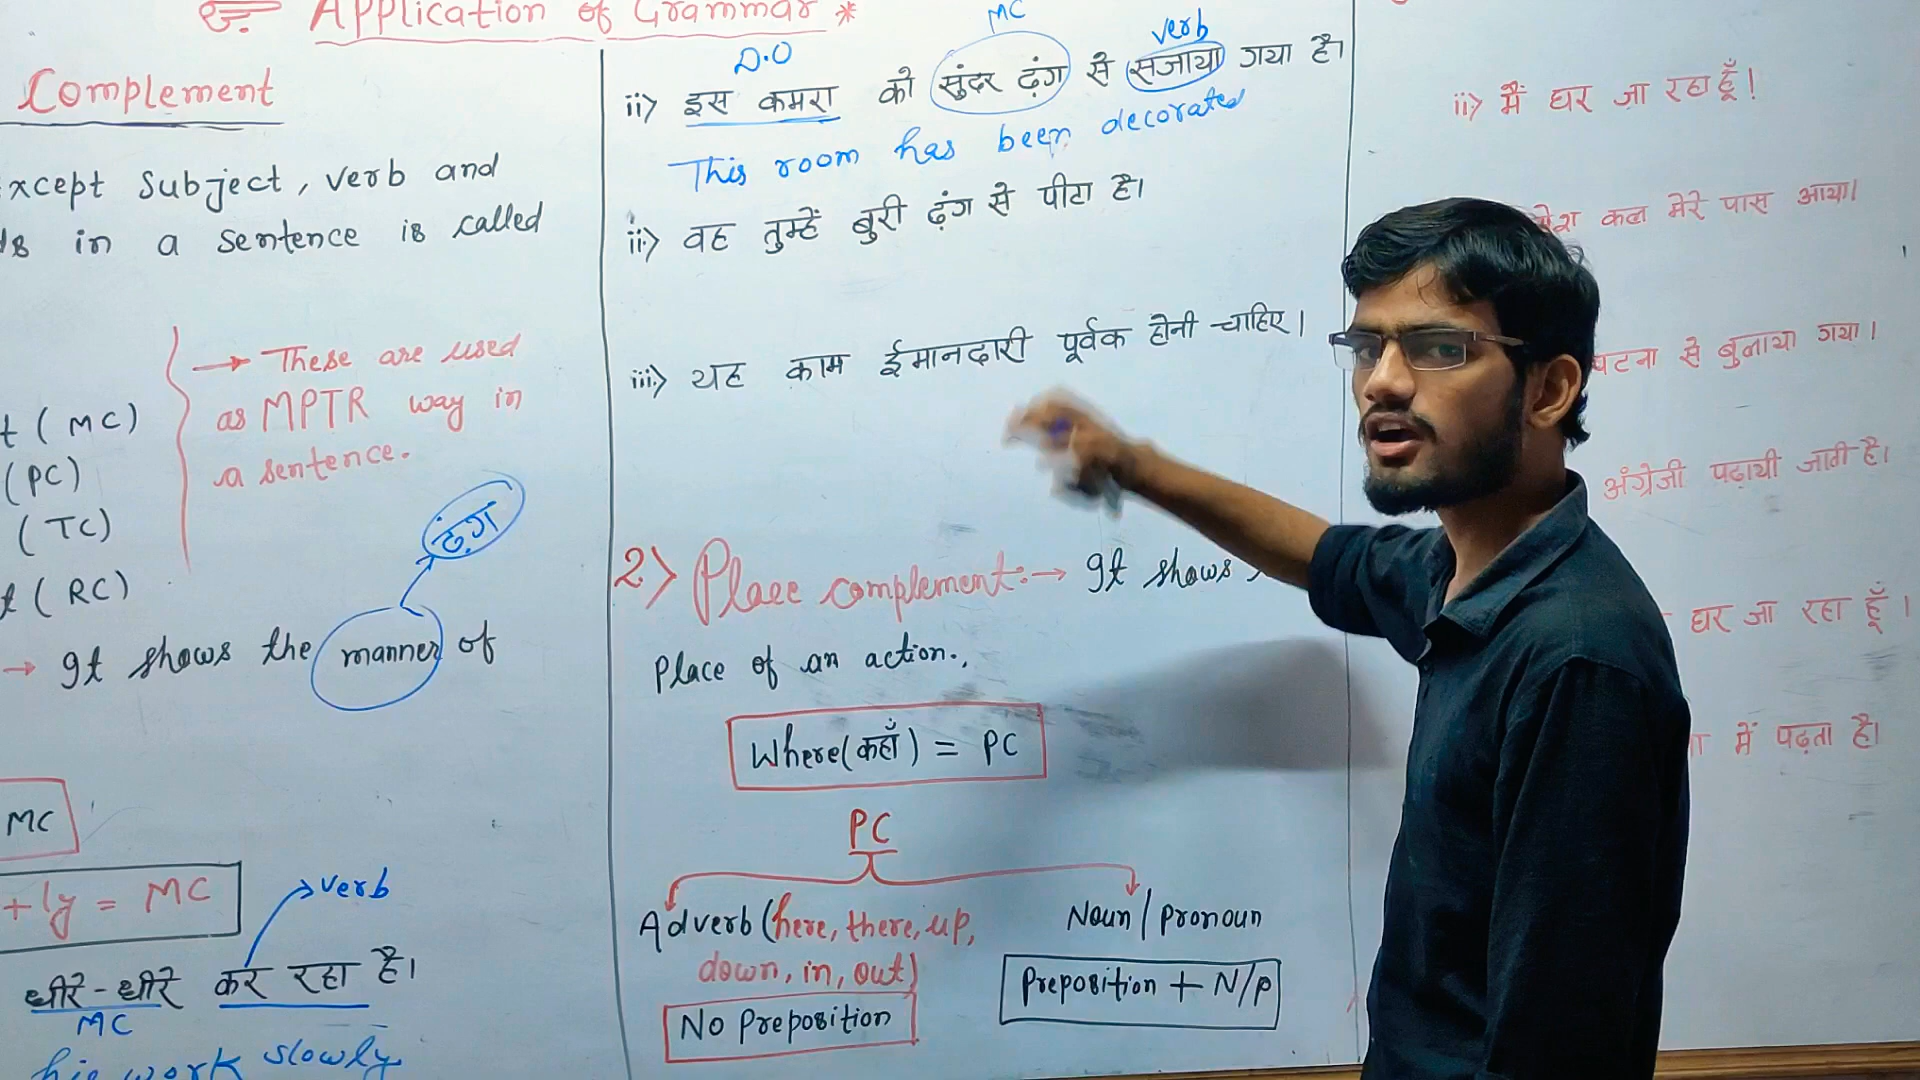 Application of Grammar *
Complement
xcept Subject, verb and
in a sentence is called
t (MC)
(PC)
(TC)
t (RC)
→ These are used
as MPTR way in
a sentence.
ढ़ंग
→ It shows the manner of
MC
+ ly = MC
→ verb
धीरे-धीरे कर रहा है।
MC
his work slowly
D.O
MC
verb
ii> इस कमरा को सुंदर ढ़ंग से सजाया गया है।
This room has been decorated
ii> वह तुम्हें बुरी ढ़ंग से पीटा है।
iii> यह काम ईमानदारी पूर्वक होनी चाहिए।
2> Place complement:→ It shows
Place of an action.
Where (कहाँ) = PC
PC
Adverb (here, there, up,
down, in, out)
No Preposition
Noun / Pronoun
Preposition + N/P
ii> मैं घर जा रहा हूँ!
कल मेरे पास आया।
पटना से बुलाया गया।
अंग्रेजी पढ़ायी जाती है।
घर जा रहा हूँ।
में पढ़ता है।